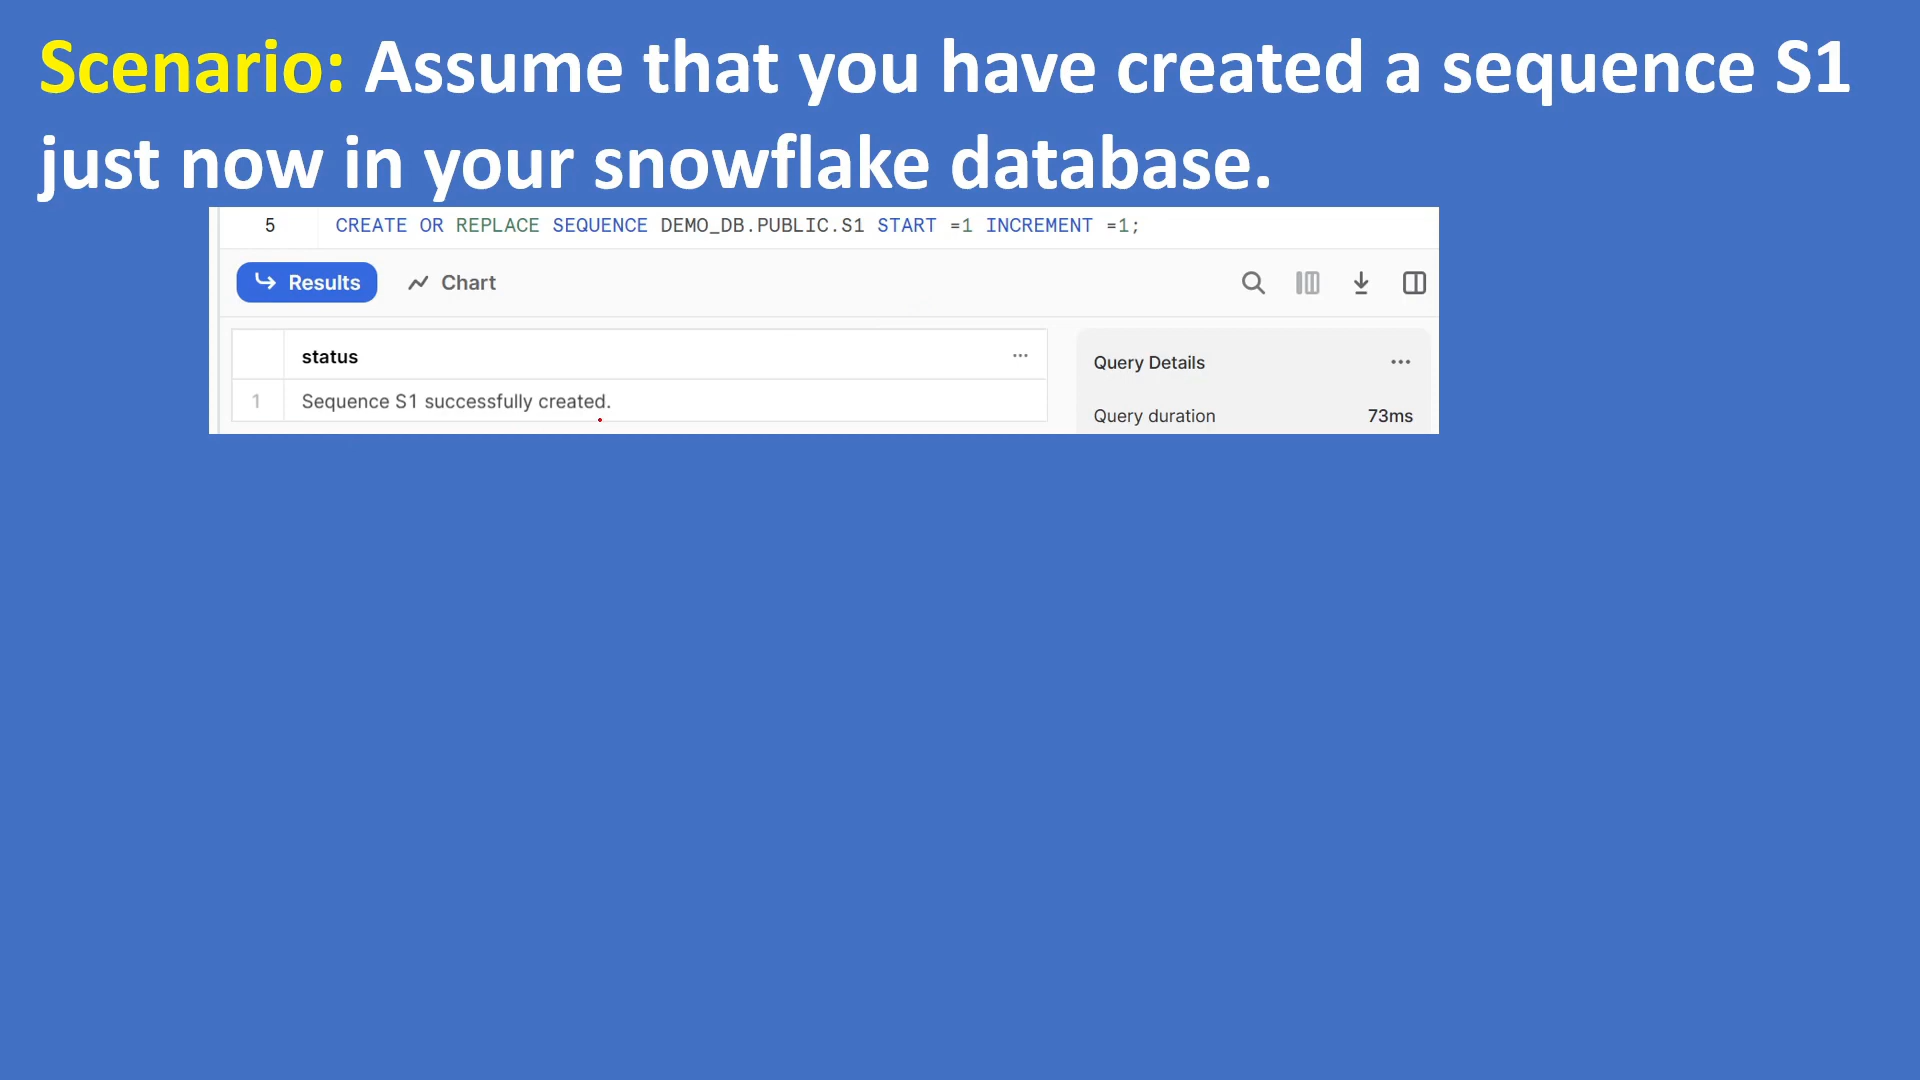 Scenario: Assume that you have created a sequence S1
just now in your snowflake database.
5 CREATE OR REPLACE SEQUENCE DEMO_DB.PUBLIC.S1 START =1 INCREMENT =1;
Results Chart
status
1 Sequence S1 successfully created.
Query Details
Query duration 73ms